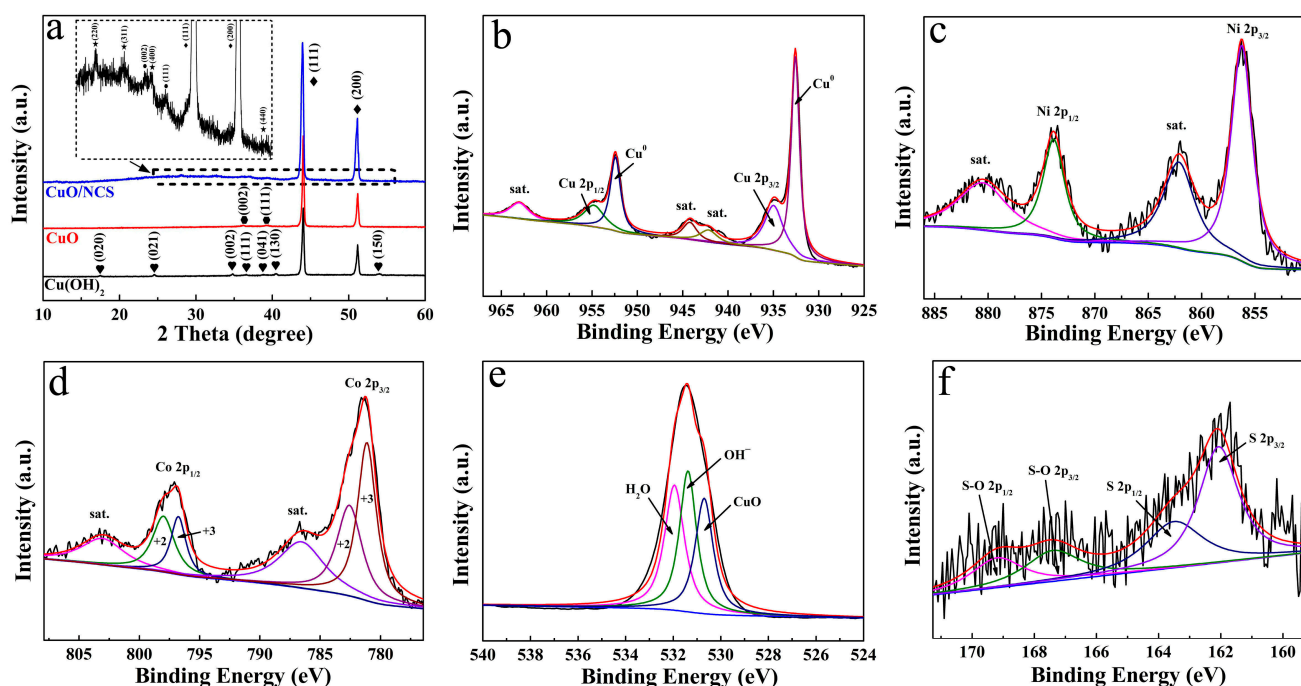 a
★(220)
★(311)
●(002)
★(400)
●(111)
♦(111)
♦(200)
★(440)
(111)
♦
(200)
♦
CuO/NCS
(002)
●
(111)
●
CuO
(020)
♥
(021)
♥
(002)
♥
(111)
♥
(041)
♥
(130)
♥
(150)
♥
Cu(OH)₂
10 20 30 40 50 60
2 Theta (degree)
Intensity (a.u.)
b
sat.
Cu 2p₁/₂
Cu⁰
sat.
sat.
Cu 2p₃/₂
Cu⁰
965 960 955 950 945 940 935 930 925
Binding Energy (eV)
Intensity (a.u.)
c
sat.
Ni 2p₁/₂
sat.
Ni 2p₃/₂
885 880 875 870 865 860 855
Binding Energy (eV)
Intensity (a.u.)
d
sat.
Co 2p₁/₂
+2
+3
sat.
Co 2p₃/₂
+2
+3
805 800 795 790 785 780
Binding Energy (eV)
Intensity (a.u.)
e
H₂O
OH⁻
CuO
540 538 536 534 532 530 528 526 524
Binding Energy (eV)
Intensity (a.u.)
f
S-O 2p₁/₂
S-O 2p₃/₂
S 2p₁/₂
S 2p₃/₂
170 168 166 164 162 160
Binding Energy (eV)
Intensity (a.u.)